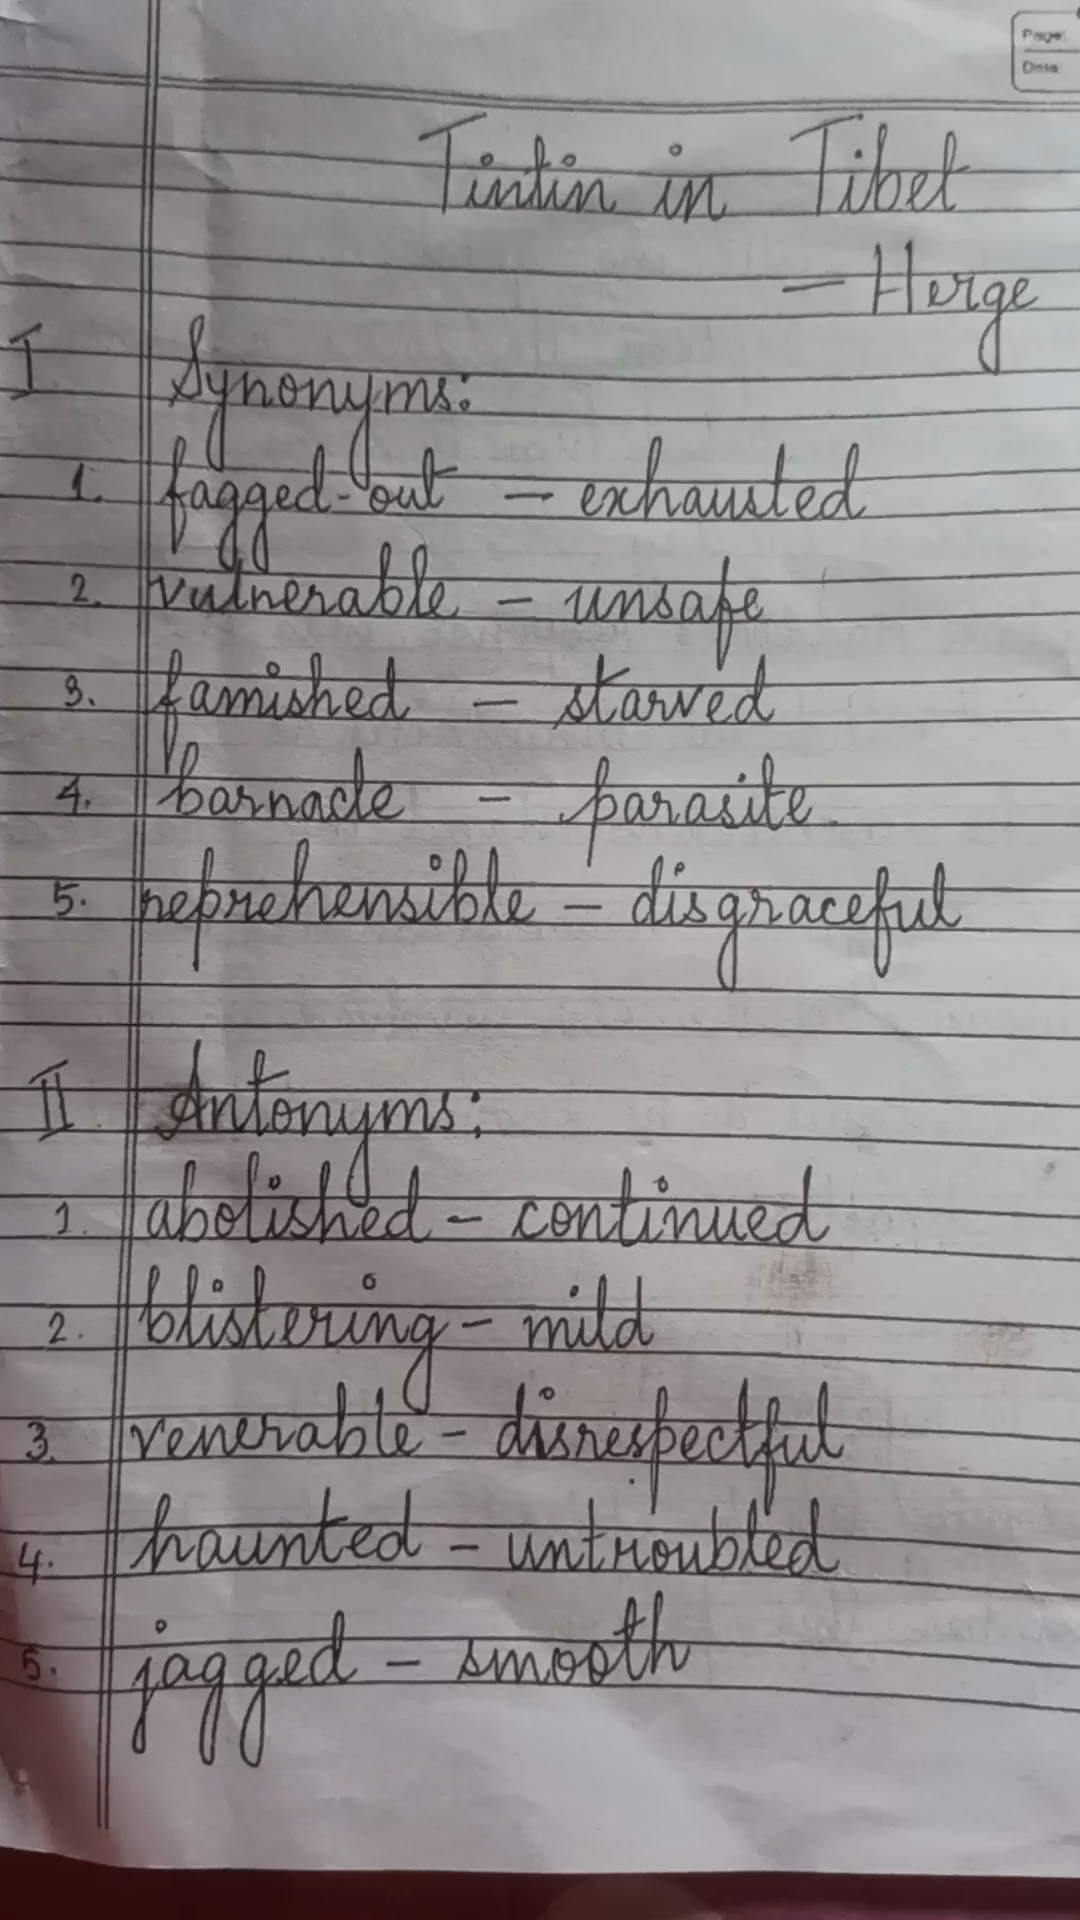 Page:
Date:
Tintin in Tibet
— Herge
I Synonyms:
1. fagged-out — exhausted
2. vulnerable — unsafe
3. famished — starved
4. barnacle — parasite
5. reprehensible — disgraceful
II Antonyms:
1. abolished — continued
2. blistering — mild
3. venerable — disrespectful
4. haunted — untroubled
5. jagged — smooth